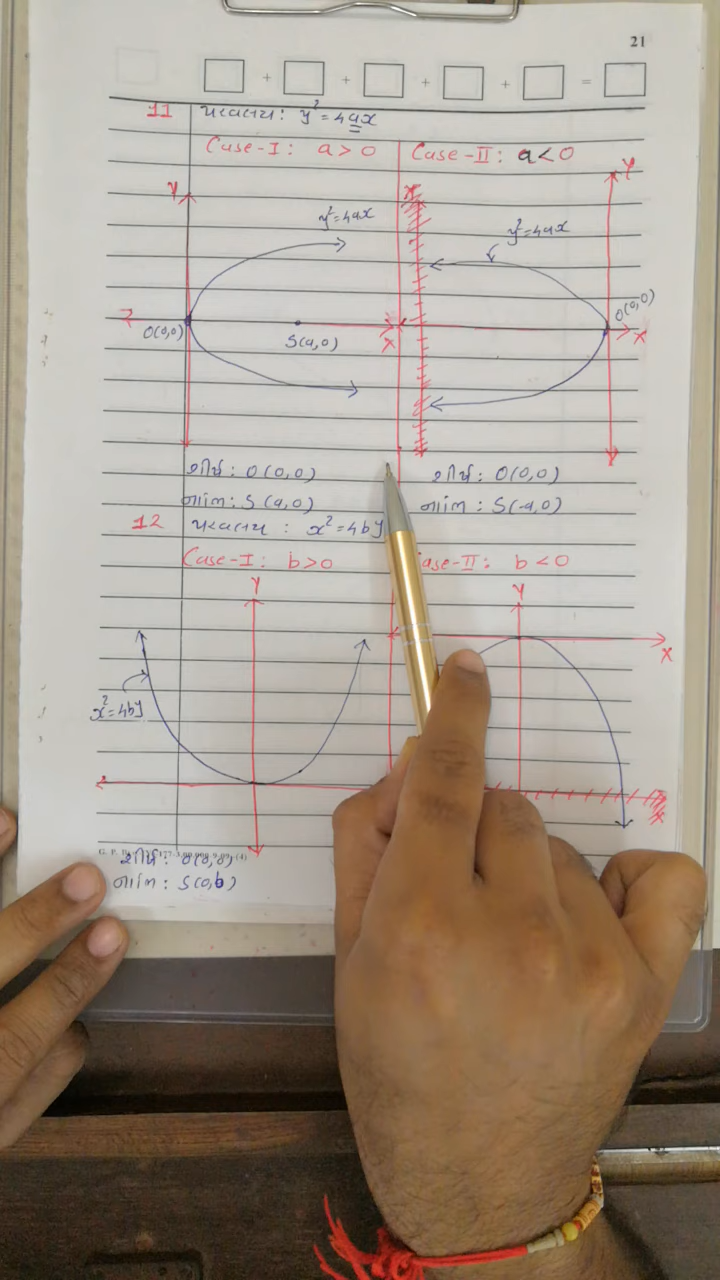 21
+ + + + =
11 પરવલય: y² = 4ax
Case-I: a > 0 Case-II: a < 0
Y
Y
X
y² = 4ax
y² = 4ax
O(0,0)
O(0,0)
S(a,0)
X
X
શીર્ષ: O(0,0) શીર્ષ: O(0,0)
નાભિ: S(a,0) નાભિ: S(-a,0)
12 પરવલય: x² = 4by
Case-I: b>0 Case-II: b < 0
Y
Y
X
x² = 4by
શીર્ષ: O(0,0)
નાભિ: S(0,b)